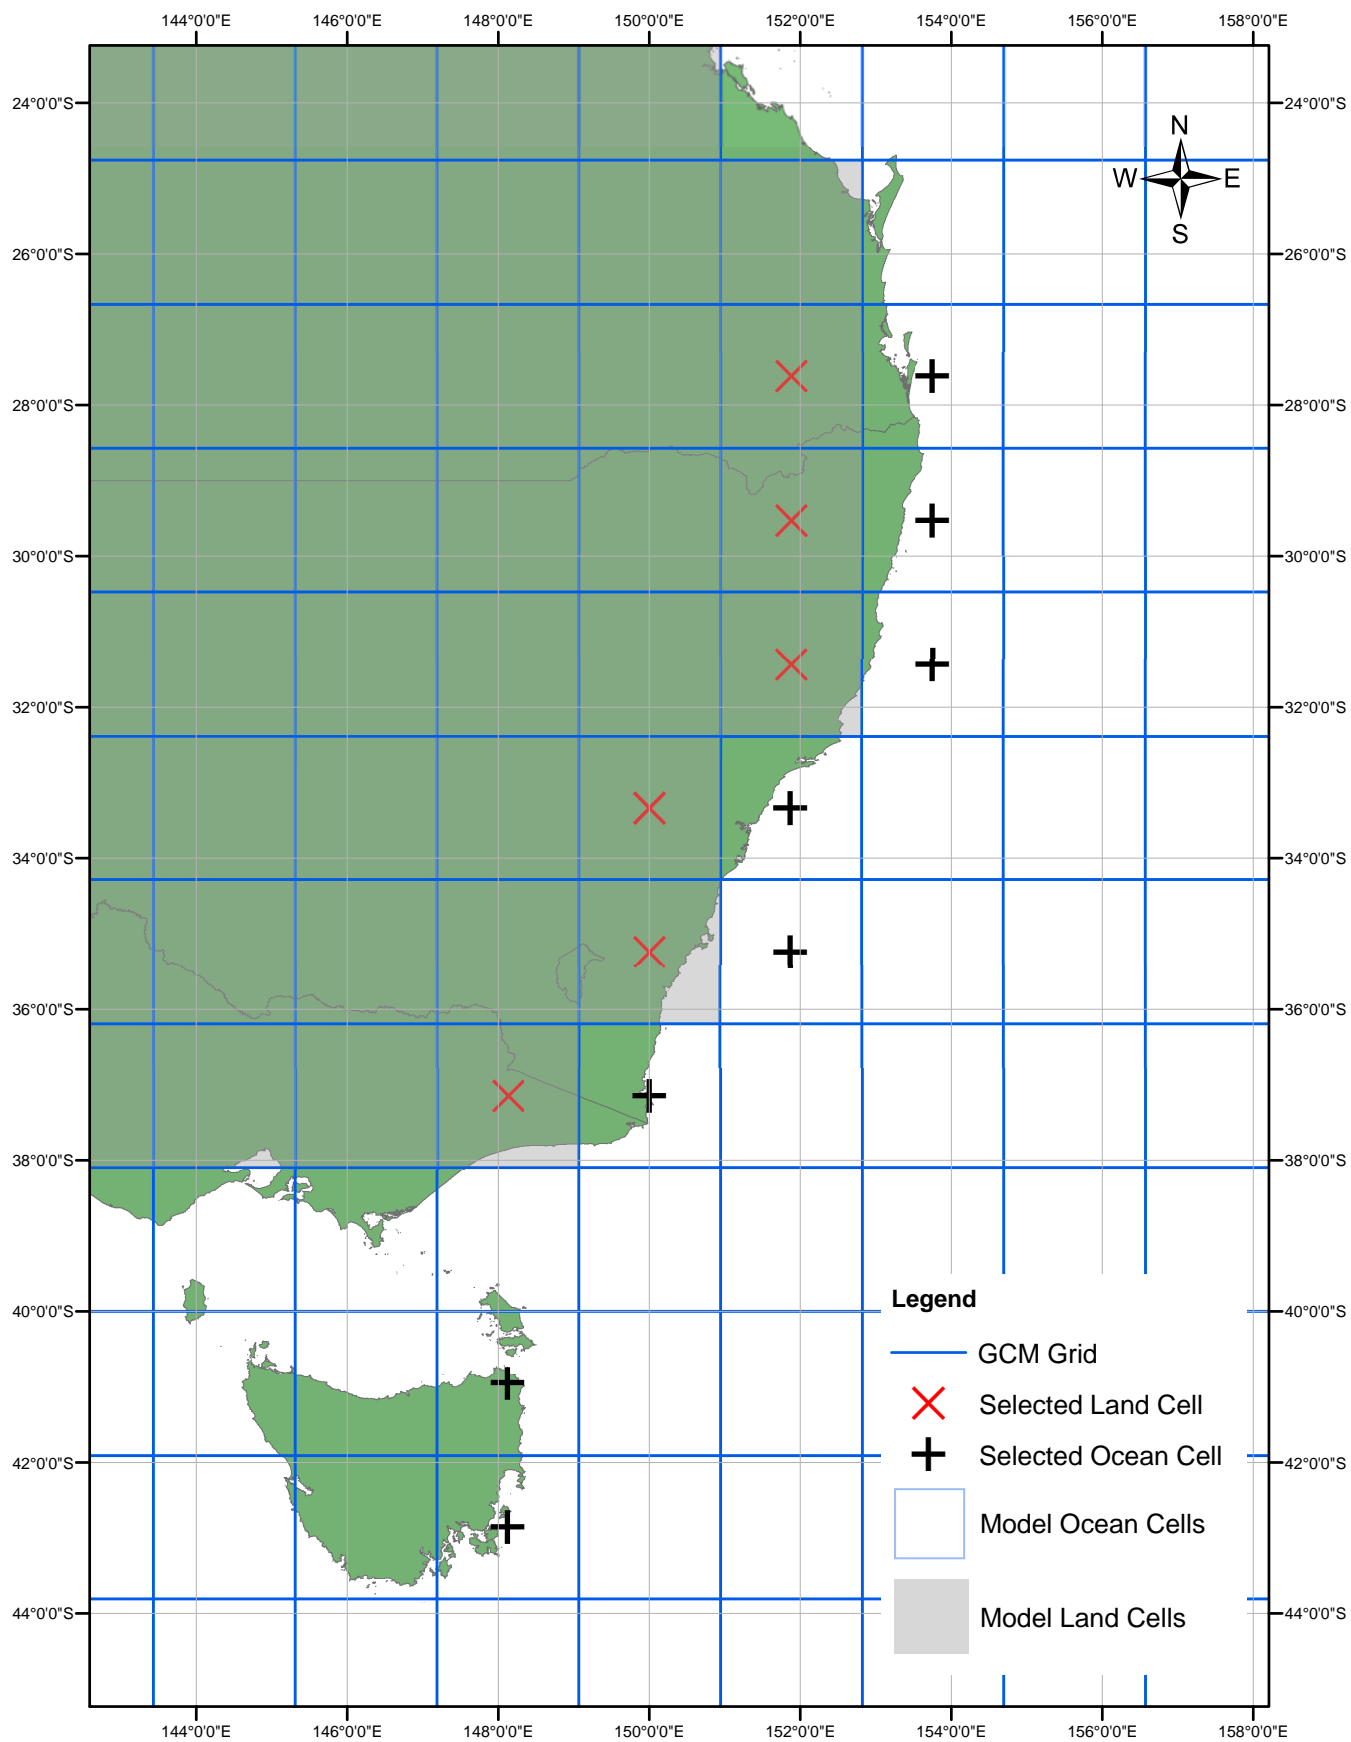 144°0'0"E 146°0'0"E 148°0'0"E 150°0'0"E 152°0'0"E 154°0'0"E 156°0'0"E 158°0'0"E
24°0'0"S 24°0'0"S
N
W E
S
26°0'0"S 26°0'0"S
28°0'0"S 28°0'0"S
30°0'0"S 30°0'0"S
32°0'0"S 32°0'0"S
34°0'0"S 34°0'0"S
36°0'0"S 36°0'0"S
38°0'0"S 38°0'0"S
Legend
40°0'0"S 40°0'0"S
GCM Grid
Selected Land Cell
Selected Ocean Cell
42°0'0"S 42°0'0"S
Model Ocean Cells
44°0'0"S 44°0'0"S
Model Land Cells
144°0'0"E 146°0'0"E 148°0'0"E 150°0'0"E 152°0'0"E 154°0'0"E 156°0'0"E 158°0'0"E